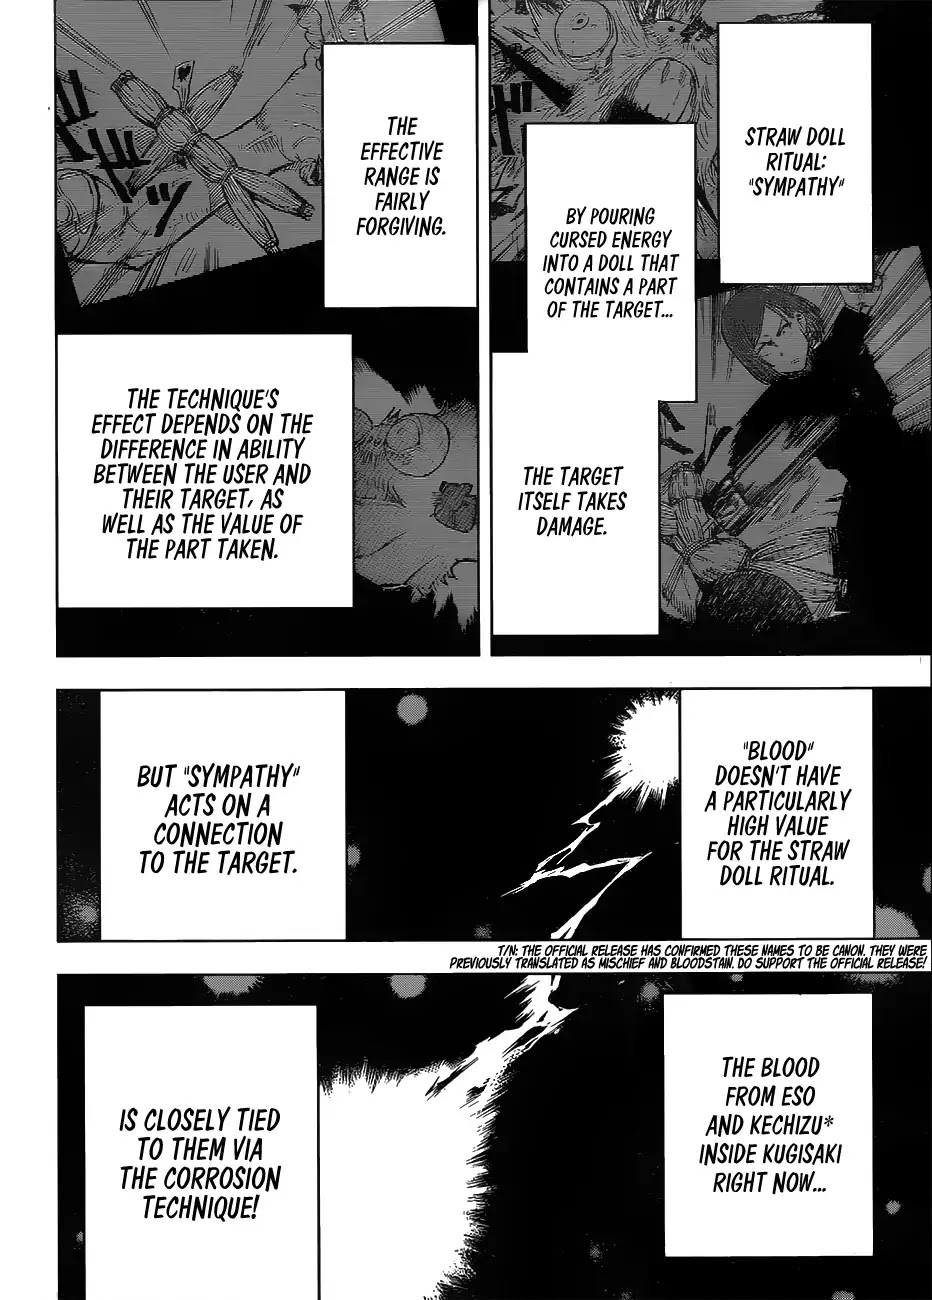 STRAW DOLL
RITUAL:
"SYMPATHY"
BY POURING
CURSED ENERGY
INTO A DOLL THAT
CONTAINS A PART
OF THE TARGET...
THE TARGET
ITSELF TAKES
DAMAGE.
THE
EFFECTIVE
RANGE IS
FAIRLY
FORGIVING.
THE TECHNIQUE'S
EFFECT DEPENDS ON THE
DIFFERENCE IN ABILITY
BETWEEN THE USER AND
THEIR TARGET, AS
WELL AS THE VALUE OF
THE PART TAKEN.
"BLOOD"
DOESN'T HAVE
A PARTICULARLY
HIGH VALUE
FOR THE STRAW
DOLL RITUAL.
BUT "SYMPATHY"
ACTS ON A
CONNECTION
TO THE TARGET.
T/N: THE OFFICIAL RELEASE HAS CONFIRMED THESE NAMES TO BE CANON. THEY WERE
PREVIOUSLY TRANSLATED AS MISCHIEF AND BLOODSTAIN. DO SUPPORT THE OFFICIAL RELEASE!
THE BLOOD
FROM ESO
AND KECHIZU*
INSIDE KUGISAKI
RIGHT NOW...
IS CLOSELY TIED
TO THEM VIA
THE CORROSION
TECHNIQUE!